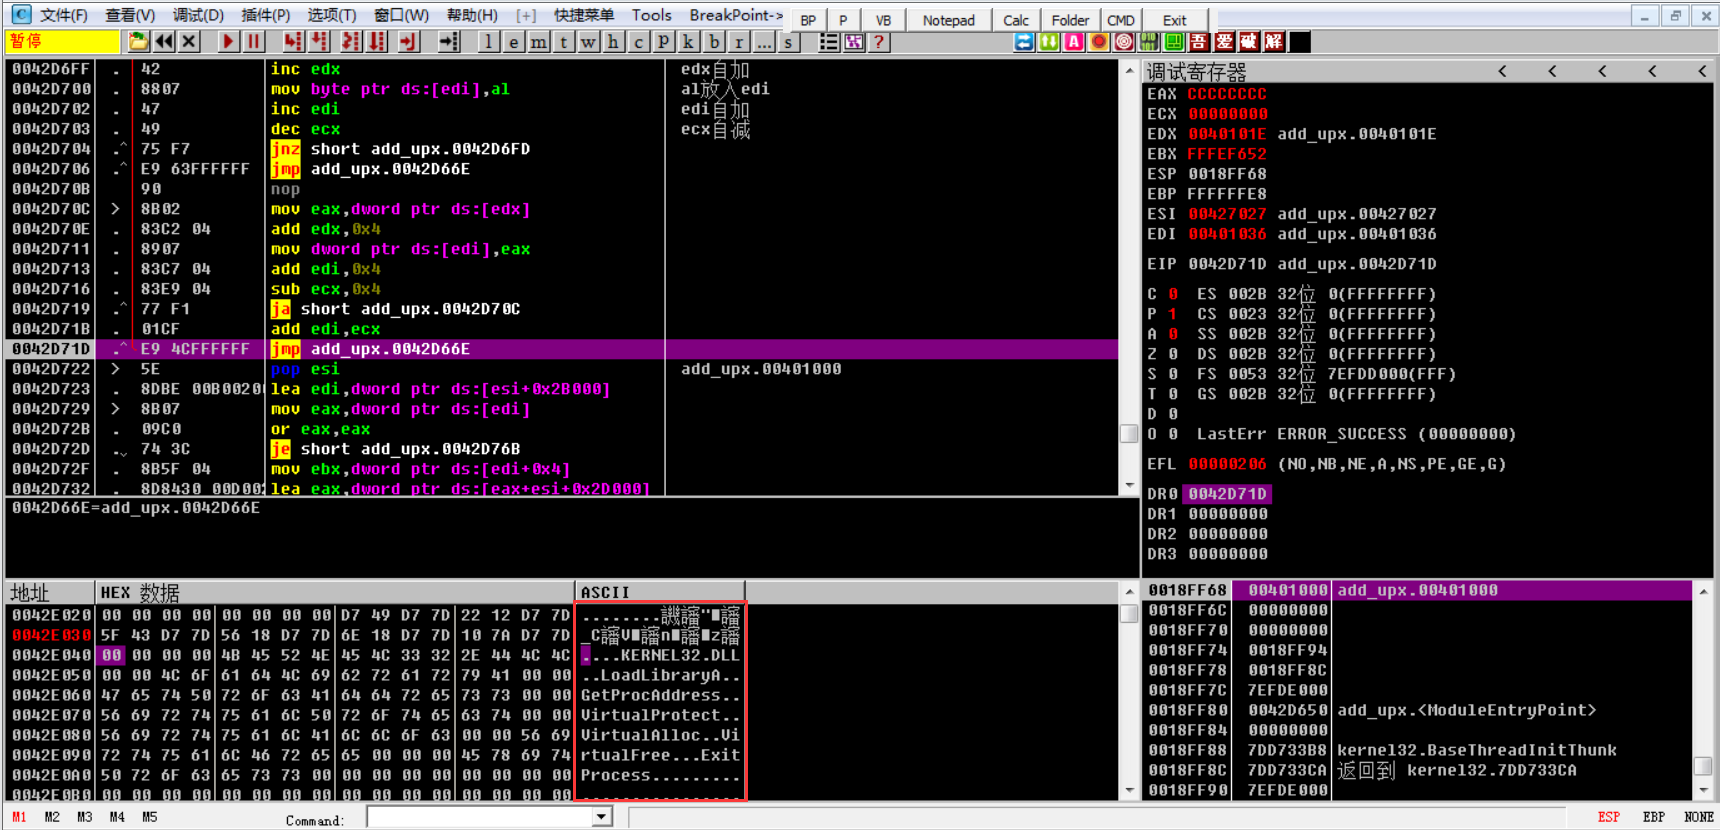 文件(F) 查看(V) 调试(D) 插件(P) 选项(T) 窗口(W) 帮助(H) [+] 快捷菜单 Tools BreakPoint-> BP P VB Notepad Calc Folder CMD Exit
暂停 l e m t w h c P k b r ... s ? A 吾 爱 破 解
0042D6FF . 42 inc edx edx自加
0042D700 . 8807 mov byte ptr ds:[edi],al al放入edi
0042D702 . 47 inc edi edi自加
0042D703 . 49 dec ecx ecx自减
0042D704 .^ 75 F7 jnz short add_upx.0042D6FD
0042D706 .^ E9 63FFFFFF jmp add_upx.0042D66E
0042D70B 90 nop
0042D70C > 8B02 mov eax,dword ptr ds:[edx]
0042D70E . 83C2 04 add edx,0x4
0042D711 . 8907 mov dword ptr ds:[edi],eax
0042D713 . 83C7 04 add edi,0x4
0042D716 . 83E9 04 sub ecx,0x4
0042D719 .^ 77 F1 ja short add_upx.0042D70C
0042D71B . 01CF add edi,ecx
0042D71D .^ E9 4CFFFFFF jmp add_upx.0042D66E
0042D722 > 5E pop esi add_upx.00401000
0042D723 . 8DBE 00B0020 lea edi,dword ptr ds:[esi+0x2B000]
0042D729 > 8B07 mov eax,dword ptr ds:[edi]
0042D72B . 09C0 or eax,eax
0042D72D .v 74 3C je short add_upx.0042D76B
0042D72F . 8B5F 04 mov ebx,dword ptr ds:[edi+0x4]
0042D732 . 8D8430 00D002 lea eax,dword ptr ds:[eax+esi+0x2D000]
0042D66E=add_upx.0042D66E
调试寄存器 < < < < <
EAX CCCCCCCC
ECX 00000000
EDX 0040101E add_upx.0040101E
EBX FFFEF652
ESP 0018FF68
EBP FFFFFFE8
ESI 00427027 add_upx.00427027
EDI 00401036 add_upx.00401036
EIP 0042D71D add_upx.0042D71D
C 0 ES 002B 32位 0(FFFFFFFF)
P 1 CS 0023 32位 0(FFFFFFFF)
A 0 SS 002B 32位 0(FFFFFFFF)
Z 0 DS 002B 32位 0(FFFFFFFF)
S 0 FS 0053 32位 7EFDD000(FFF)
T 0 GS 002B 32位 0(FFFFFFFF)
D 0
O 0 LastErr ERROR_SUCCESS (00000000)
EFL 00000206 (NO,NB,NE,A,NS,PE,GE,G)
DR0 0042D71D
DR1 00000000
DR2 00000000
DR3 00000000
地址 HEX 数据 ASCII
0042E020 00 00 00 00 00 00 00 00 D7 49 D7 7D 22 12 D7 7D
0042E030 5F 43 D7 7D 56 18 D7 7D 6E 18 D7 7D 10 7A D7 7D
0042E040 00 00 00 00 4B 45 52 4E 45 4C 33 32 2E 44 4C 4C ....KERNEL32.DLL
0042E050 00 00 4C 6F 61 64 4C 69 62 72 61 72 79 41 00 00 ..LoadLibraryA..
0042E060 47 65 74 50 72 6F 63 41 64 64 72 65 73 73 00 00 GetProcAddress..
0042E070 56 69 72 74 75 61 6C 50 72 6F 74 65 63 74 00 00 VirtualProtect..
0042E080 56 69 72 74 75 61 6C 41 6C 6C 6F 63 00 00 56 69 VirtualAlloc..Vi
0042E090 72 74 75 61 6C 46 72 65 65 00 00 00 45 78 69 74 rtualFree...Exit
0042E0A0 50 72 6F 63 65 73 73 00 00 00 00 00 00 00 00 00 Process.........
0042E0B0 00 00 00 00 00 00 00 00 00 00 00 00 00 00 00 00 ................
0018FF68 00401000 add_upx.00401000
0018FF6C 00000000
0018FF70 00000000
0018FF74 0018FF94
0018FF78 0018FF8C
0018FF7C 7EFDE000
0018FF80 0042D650 add_upx.<ModuleEntryPoint>
0018FF84 00000000
0018FF88 7DD733B8 kernel32.BaseThreadInitThunk
0018FF8C 7DD733CA 返回到 kernel32.7DD733CA
0018FF90 7EFDE000
M1 M2 M3 M4 M5 Command: ESP EBP NONE